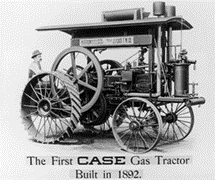 The First CASE Gas Tractor
Built in 1892.